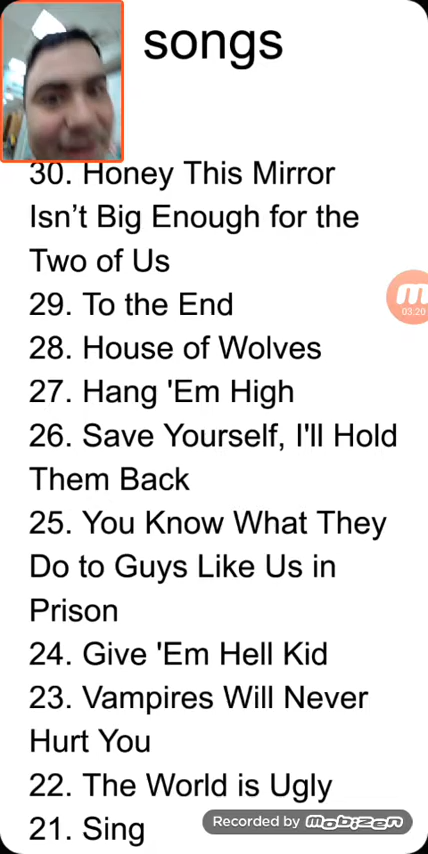 songs
30. Honey This Mirror
Isn’t Big Enough for the
Two of Us
29. To the End
28. House of Wolves
27. Hang 'Em High
26. Save Yourself, I'll Hold
Them Back
25. You Know What They
Do to Guys Like Us in
Prison
24. Give 'Em Hell Kid
23. Vampires Will Never
Hurt You
22. The World is Ugly
21. Sing
03:20
Recorded by mobizen